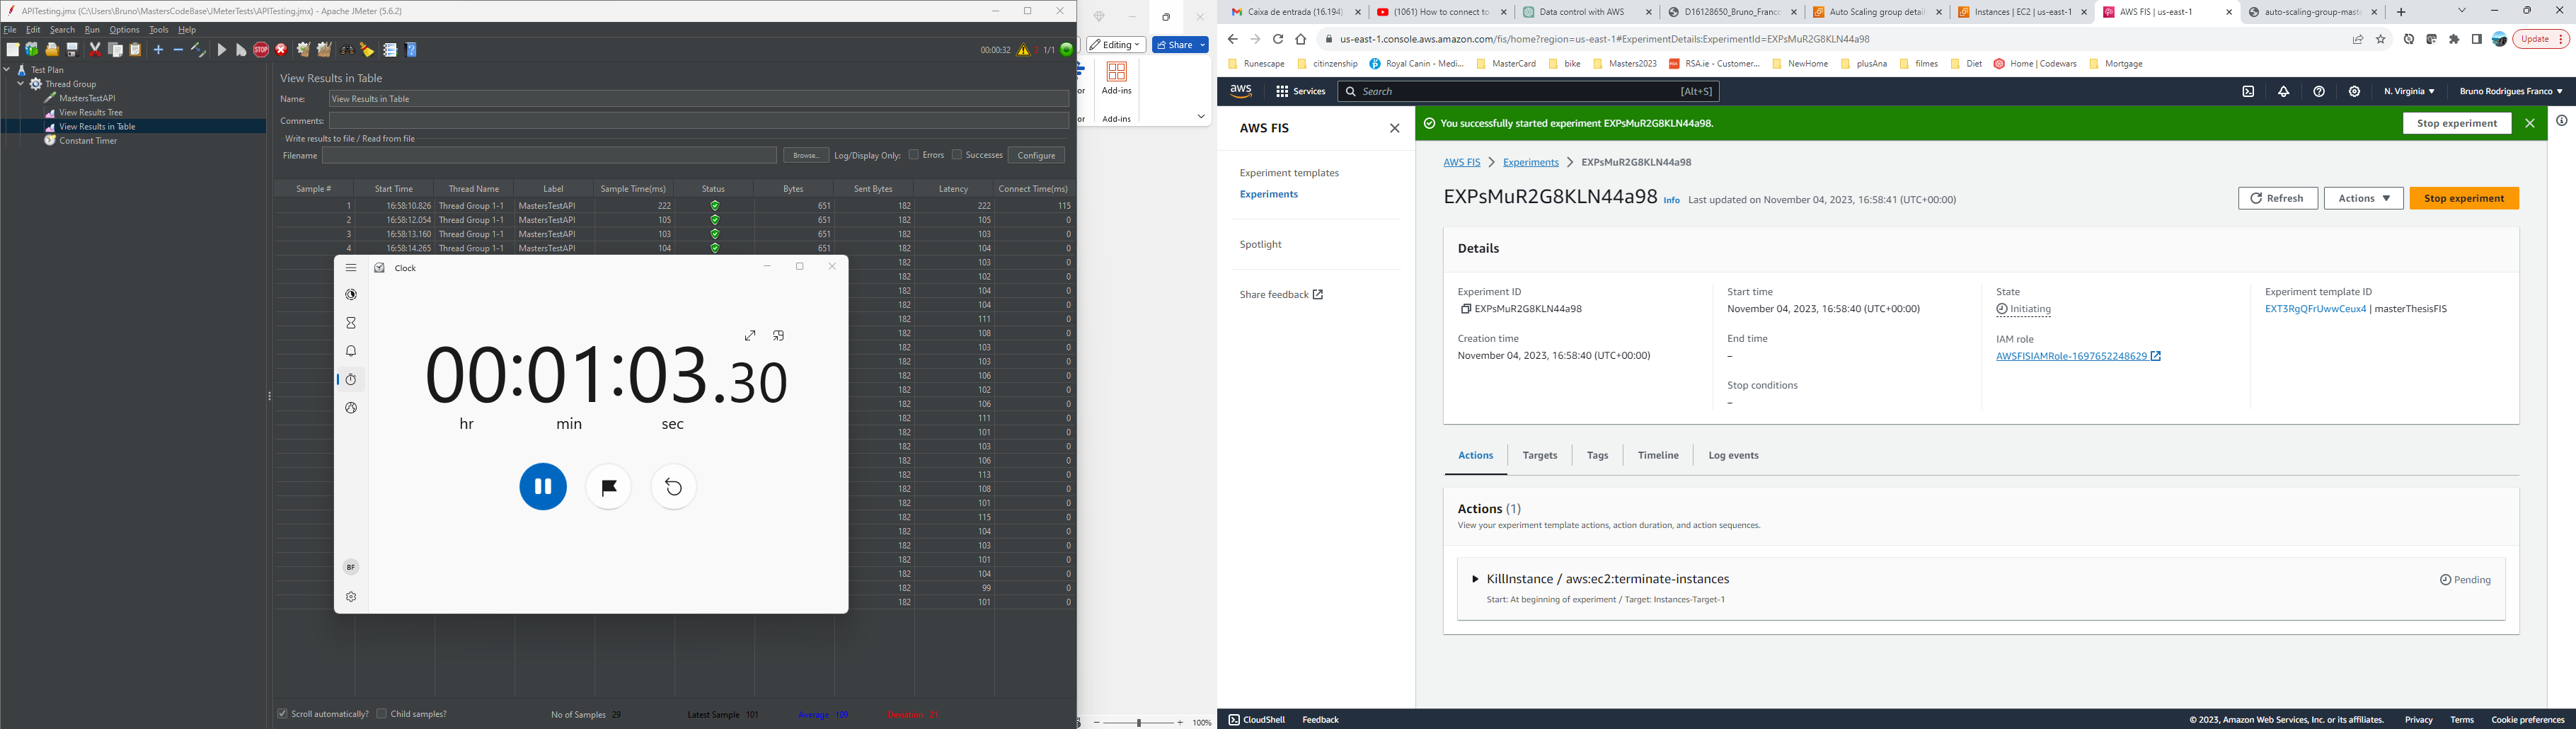 APITesting.jmx (C:\Users\Bruno\MastersCodeBase\JMeterTests\APITesting.jmx) - Apache JMeter (5.6.2)
File Edit Search Run Options Tools Help
00:00:32 2 1/1
Test Plan
Thread Group
MastersTestAPI
View Results Tree
View Results in Table
Constant Timer
View Results in Table
Name: View Results in Table
Comments:
Write results to file / Read from file
Filename Browse... Log/Display Only: Errors Successes Configure
Sample # Start Time Thread Name Label Sample Time(ms) Status Bytes Sent Bytes Latency Connect Time(ms)
1 16:58:10.826 Thread Group 1-1 MastersTestAPI 222 651 182 222 115
2 16:58:12.054 Thread Group 1-1 MastersTestAPI 105 651 182 105 0
3 16:58:13.160 Thread Group 1-1 MastersTestAPI 103 651 182 103 0
4 16:58:14.265 Thread Group 1-1 MastersTestAPI 104 651 182 104 0
182 103 0
182 102 0
182 104 0
182 104 0
182 111 0
182 108 0
182 103 0
182 103 0
182 106 0
182 102 0
182 106 0
182 111 0
182 101 0
182 103 0
182 106 0
182 113 0
182 108 0
182 101 0
182 115 0
182 104 0
182 103 0
182 101 0
182 104 0
182 99 0
182 101 0
Clock
00:01:03.30
hr min sec
BF
Scroll automatically? Child samples? No of Samples 29 Latest Sample 101 Average 109 Deviation 21
Editing Share
or Add-ins
or Add-ins
100%
Caixa de entrada (16.194)
(1061) How to connect to
Data control with AWS
D16128650_Bruno_Franco
Auto Scaling group detail
Instances | EC2 | us-east-1
AWS FIS | us-east-1
auto-scaling-group-maste
us-east-1.console.aws.amazon.com/fis/home?region=us-east-1#ExperimentDetails:ExperimentId=EXPsMuR2G8KLN44a98
Update
Runescape citizinzenship Royal Canin - Medi... MasterCard bike Masters2023 RSA.ie - Customer... NewHome plusAna filmes Diet Home | Codewars Mortgage
aws Services Search [Alt+S] N. Virginia Bruno Rodrigues Franco
AWS FIS
Experiment templates
Experiments
Spotlight
Share feedback
You successfully started experiment EXPsMuR2G8KLN44a98.
Stop experiment
AWS FIS Experiments EXPsMuR2G8KLN44a98
EXPsMuR2G8KLN44a98 Info Last updated on November 04, 2023, 16:58:41 (UTC+00:00)
Refresh Actions Stop experiment
Details
Experiment ID
EXPsMuR2G8KLN44a98
Creation time
November 04, 2023, 16:58:40 (UTC+00:00)
Start time
November 04, 2023, 16:58:40 (UTC+00:00)
End time
–
Stop conditions
–
State
Initiating
IAM role
AWSFISIAMRole-1697652248629
Experiment template ID
EXT3RgQFrUwwCeux4 | masterThesisFIS
Actions Targets Tags Timeline Log events
Actions (1)
View your experiment template actions, action duration, and action sequences.
KillInstance / aws:ec2:terminate-instances
Pending
Start: At beginning of experiment / Target: Instances-Target-1
CloudShell Feedback
© 2023, Amazon Web Services, Inc. or its affiliates. Privacy Terms Cookie preferences